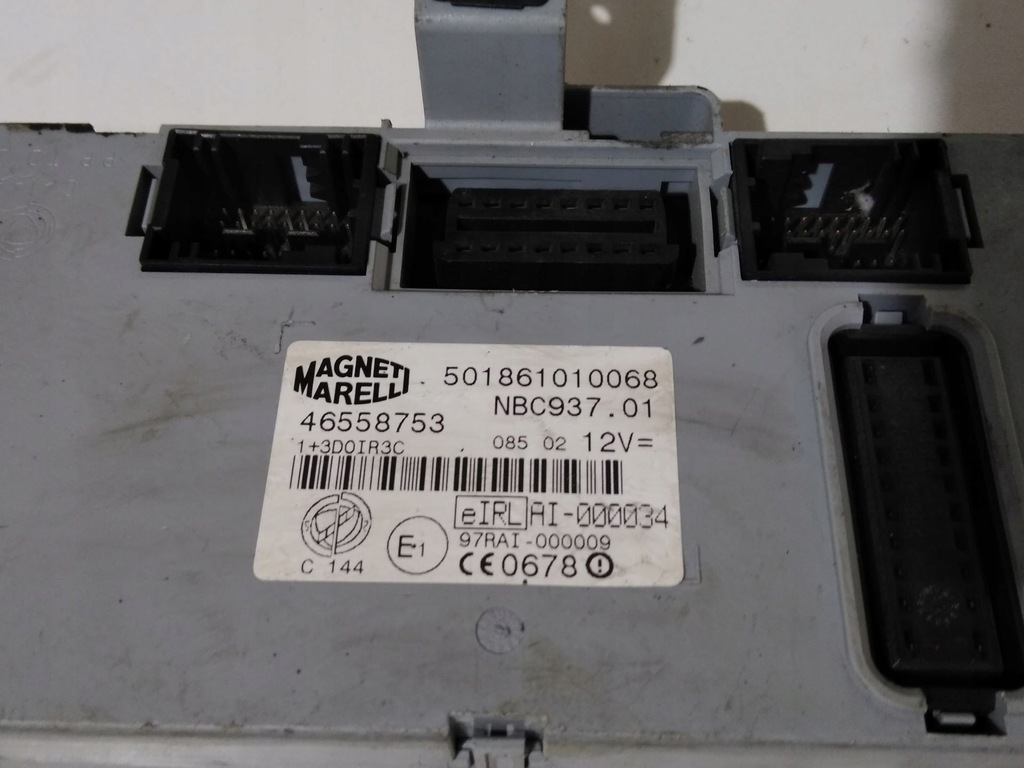 MAGNETI
MARELLI
501861010068
NBC937.01
46558753
1+3D0IR3C
085 02 12V=
eIRL AI-000034
97RAI-000009
E1
C 144
CE0678